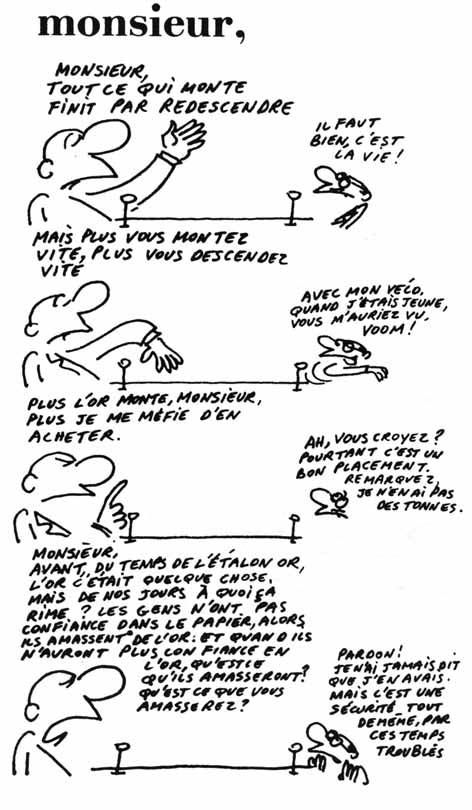 monsieur,
MONSIEUR,
TOUT CE QUI MONTE
FINIT PAR REDESCENDRE
IL FAUT
BIEN, C'EST
LA VIE !
MAIS PLUS VOUS MONTEZ
VITE, PLUS VOUS DESCENDEZ
VITE
AVEC MON VELO,
QUAND J'ETAIS JEUNE,
VOUS M'AURIEZ VU.
VOOM !
PLUS L'OR MONTE, MONSIEUR,
PLUS JE ME MÉFIE D'EN
ACHETER.
AH, VOUS CROYEZ ?
POURTANT C'EST UN
BON PLACEMENT.
REMARQUEZ,
JE N'EN AI PAS
DES TONNES.
MONSIEUR,
AVANT, DU TEMPS DE L'ÉTALON OR,
L'OR C'ÉTAIT QUELQUE CHOSE.
MAIS DE NOS JOURS À QUOI ÇA
RIME ? LES GENS N'ONT PAS
CONFIANCE DANS LE PAPIER, ALORS
ILS AMASSENT DE L'OR : ET QUAND ILS
N'AURONT PLUS CONFIANCE EN
L'OR, QU'EST CE
QU'ILS AMASSERONT ?
QU'EST CE QUE VOUS
AMASSEREZ ?
PARDON !
JE N'AI JAMAIS DIT
QUE J'EN AVAIS.
MAIS C'EST UNE
SÉCURITÉ, TOUT
DE MÊME, PAR
CES TEMPS
TROUBLÉS